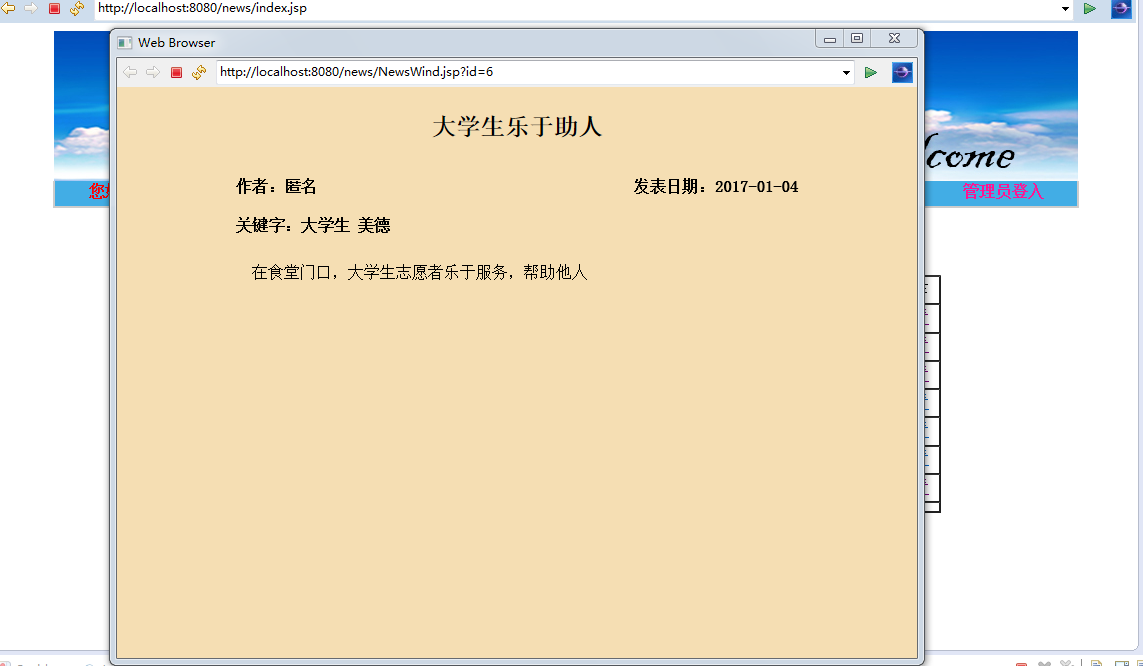 http://localhost:8080/news/index.jsp
Web Browser
http://localhost:8080/news/NewsWind.jsp?id=6
大学生乐于助人
作者：匿名 发表日期：2017-01-04
关键字：大学生 美德
在食堂门口，大学生志愿者乐于服务，帮助他人
come
您
管理员登入